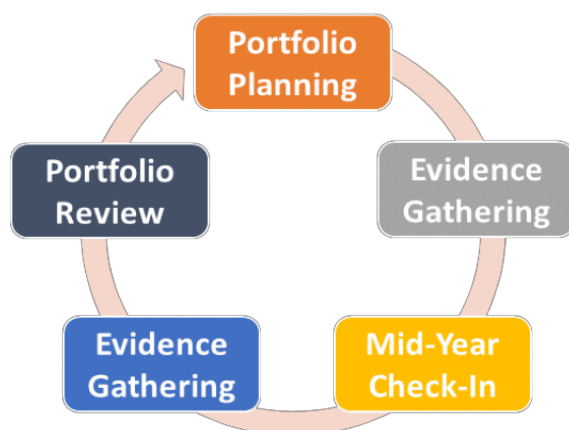 Portfolio
Planning
Evidence
Gathering
Mid-Year
Check-In
Evidence
Gathering
Portfolio
Review